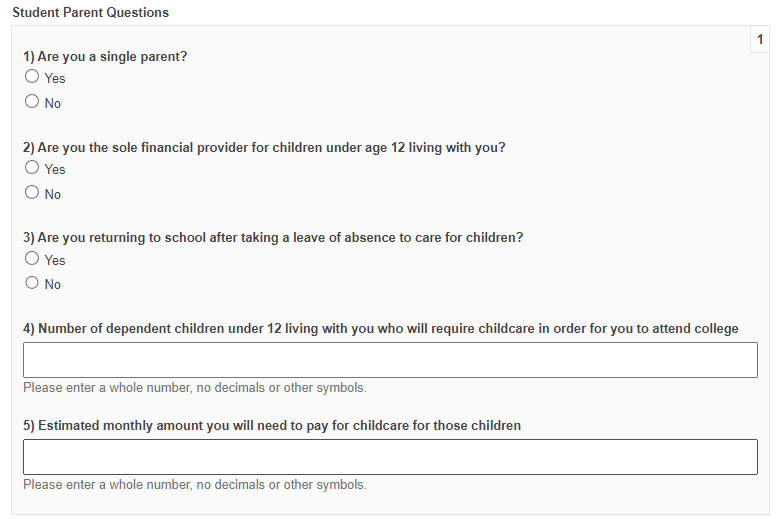 Student Parent Questions
1
1) Are you a single parent?
Yes
No
2) Are you the sole financial provider for children under age 12 living with you?
Yes
No
3) Are you returning to school after taking a leave of absence to care for children?
Yes
No
4) Number of dependent children under 12 living with you who will require childcare in order for you to attend college
Please enter a whole number, no decimals or other symbols.
5) Estimated monthly amount you will need to pay for childcare for those children
Please enter a whole number, no decimals or other symbols.